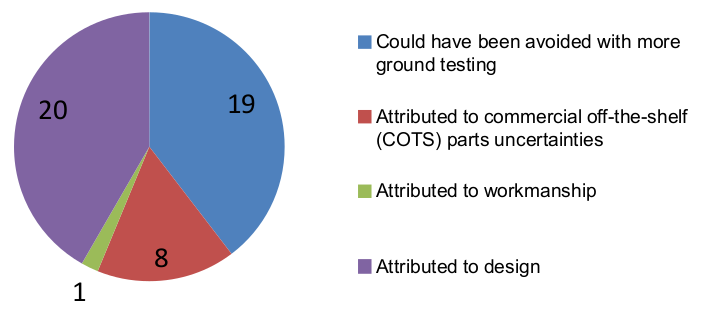 20
19
8
1
Could have been avoided with more
ground testing
Attributed to commercial off-the-shelf
(COTS) parts uncertainties
Attributed to workmanship
Attributed to design